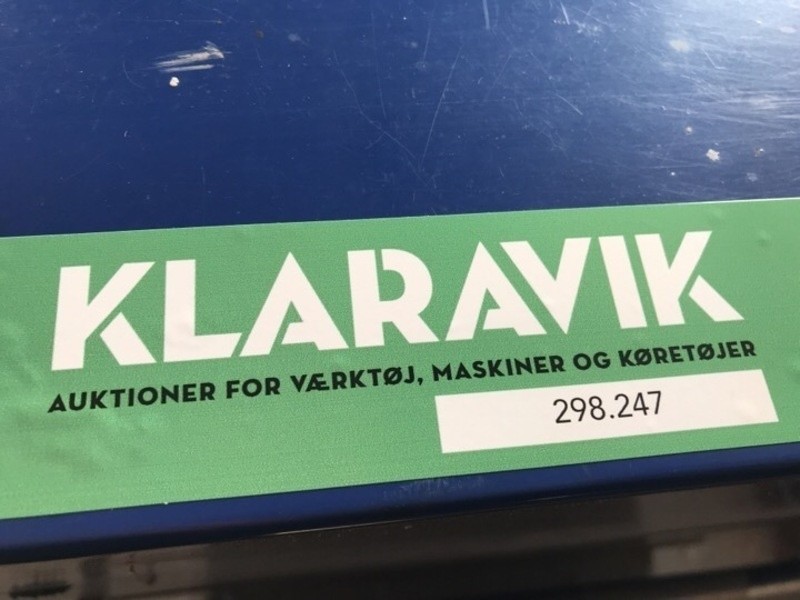 KLARAVIK
AUKTIONER FOR VÆRKTØJ, MASKINER OG KØRETØJER
298.247